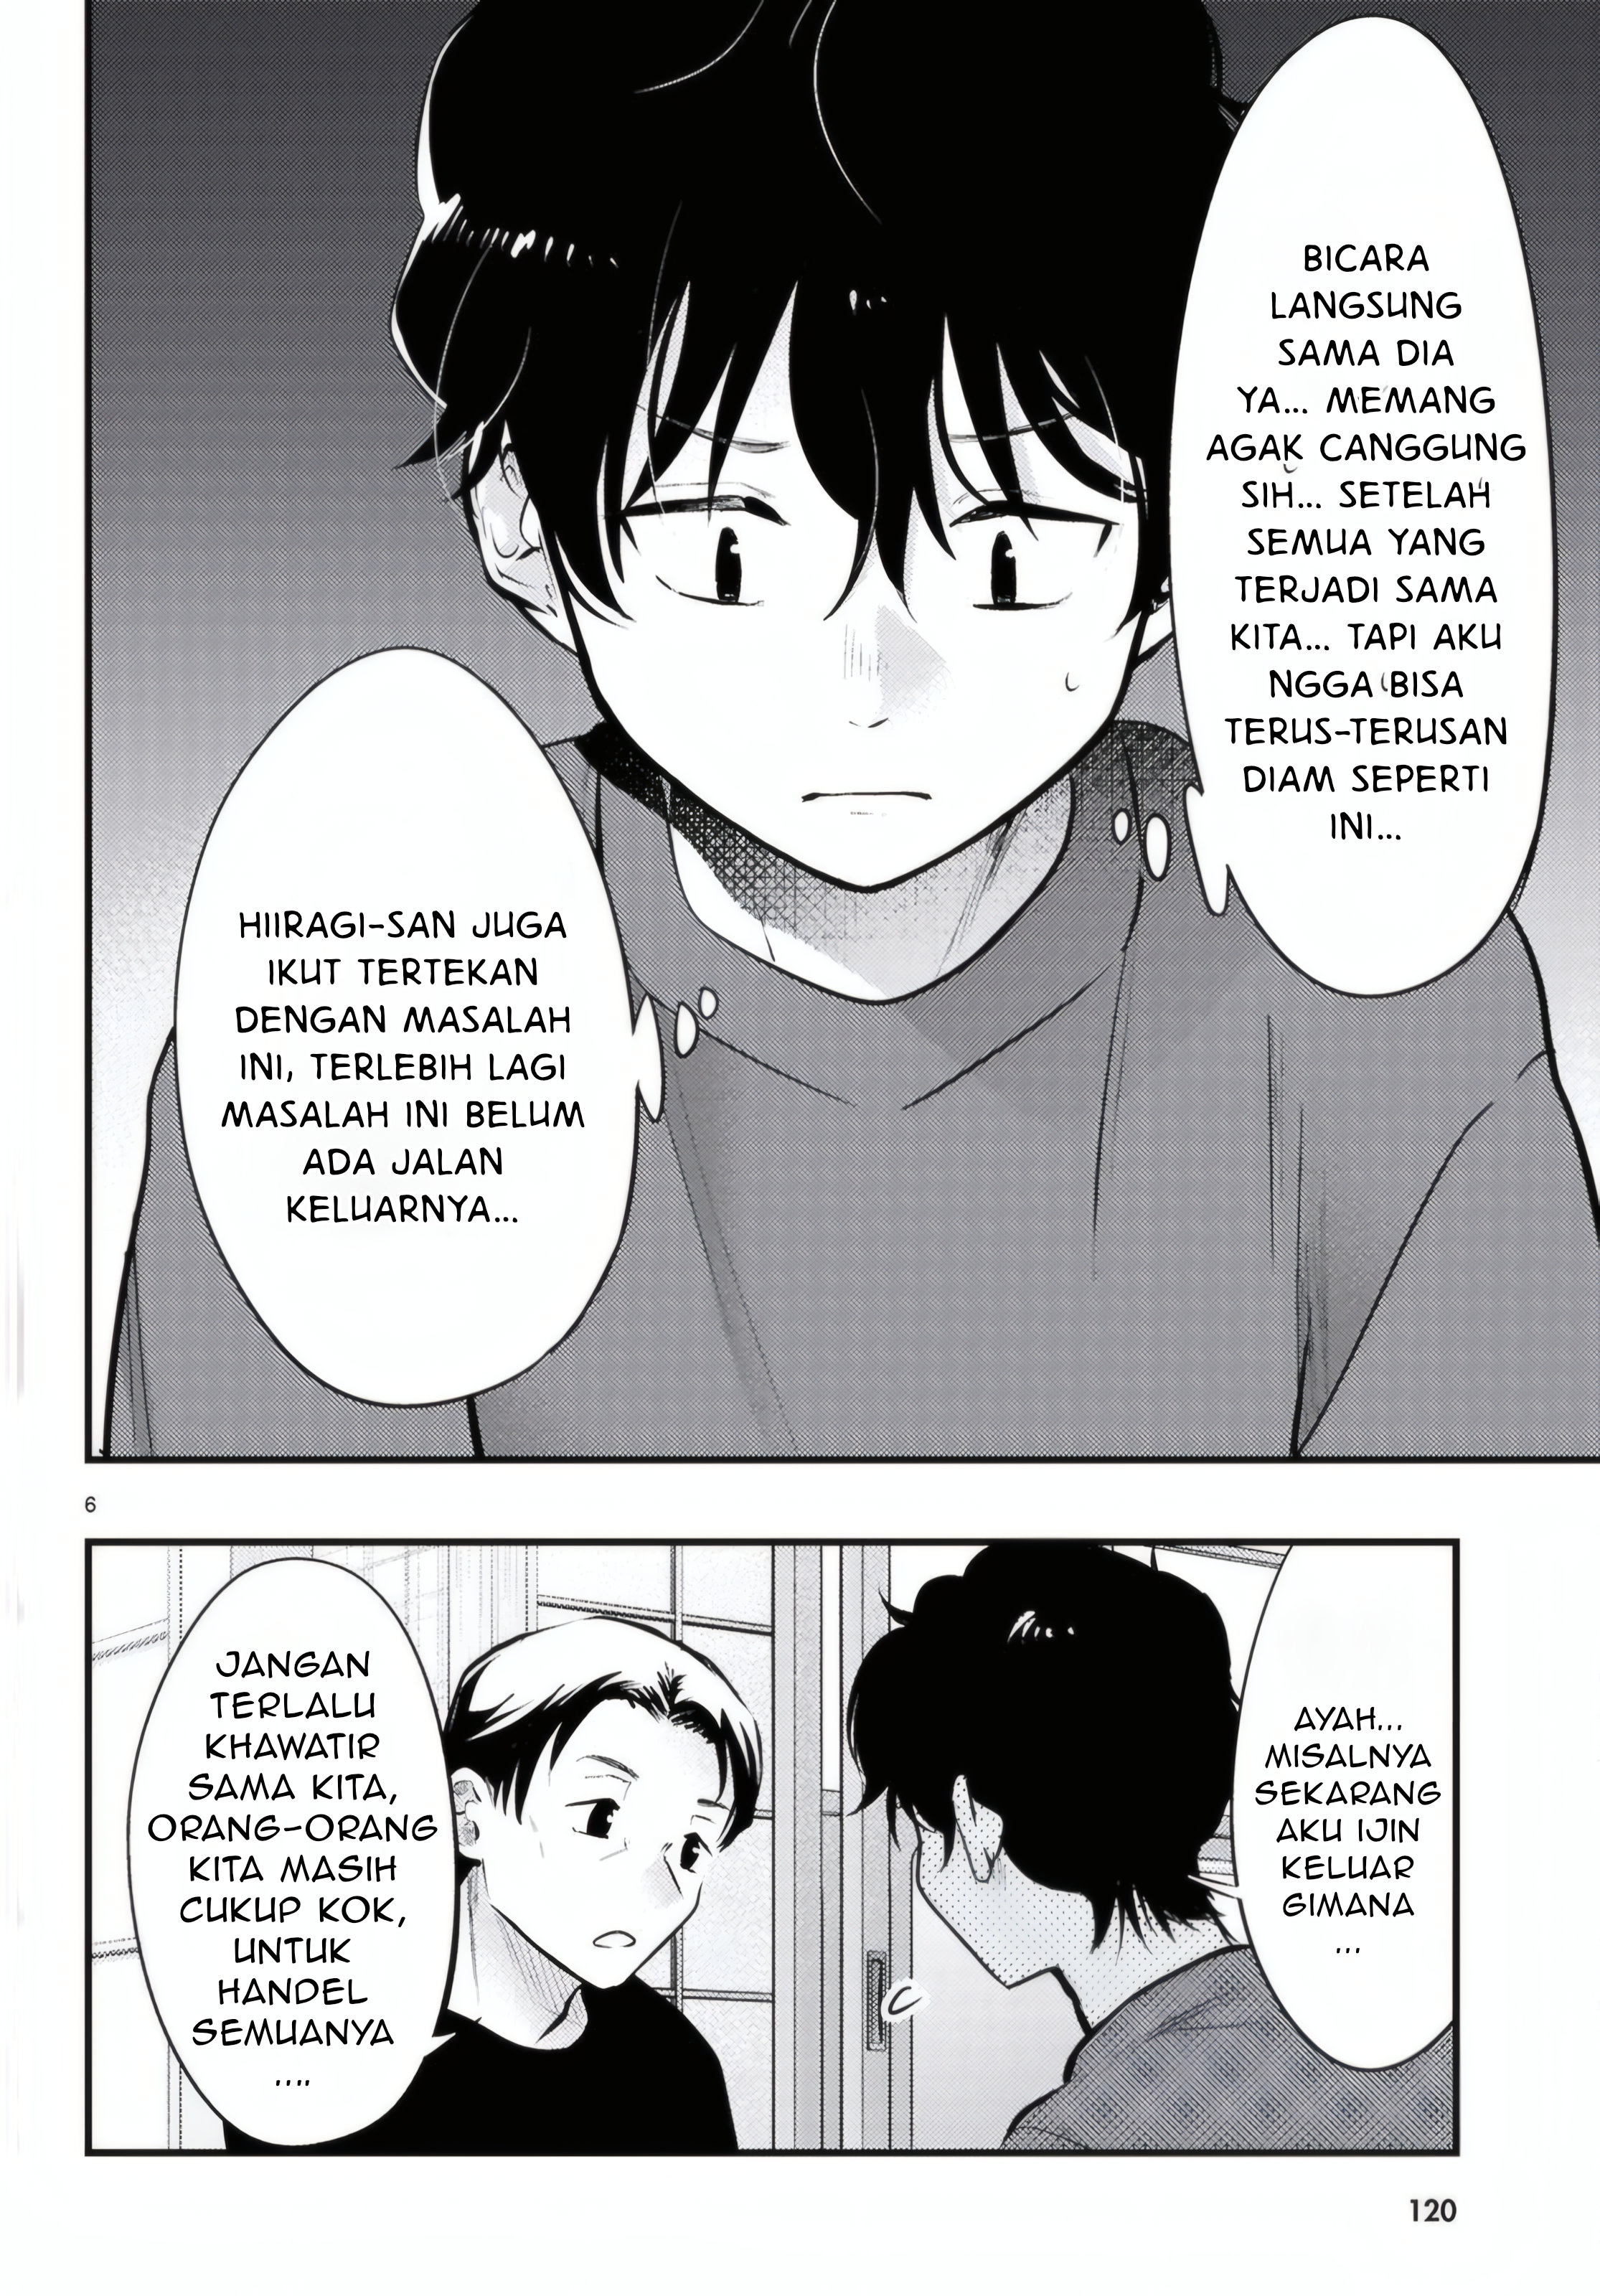 BICARA
LANGSUNG
SAMA DIA
YA... MEMANG
AGAK CANGGUNG
SIH... SETELAH
SEMUA YANG
TERJADI SAMA
KITA... TAPI AKU
NGGA BISA
TERUS-TERUSAN
DIAM SEPERTI
INI...
HIIRAGI-SAN JUGA
IKUT TERTEKAN
DENGAN MASALAH
INI, TERLEBIH LAGI
MASALAH INI BELUM
ADA JALAN
KELUARNYA...
6
AYAH...
MISALNYA
SEKARANG
AKU IJIN
KELUAR
GIMANA
...
JANGAN
TERLALU
KHAWATIR
SAMA KITA,
ORANG-ORANG
KITA MASIH
CUKUP KOK,
UNTUK
HANDEL
SEMUANYA
....
120